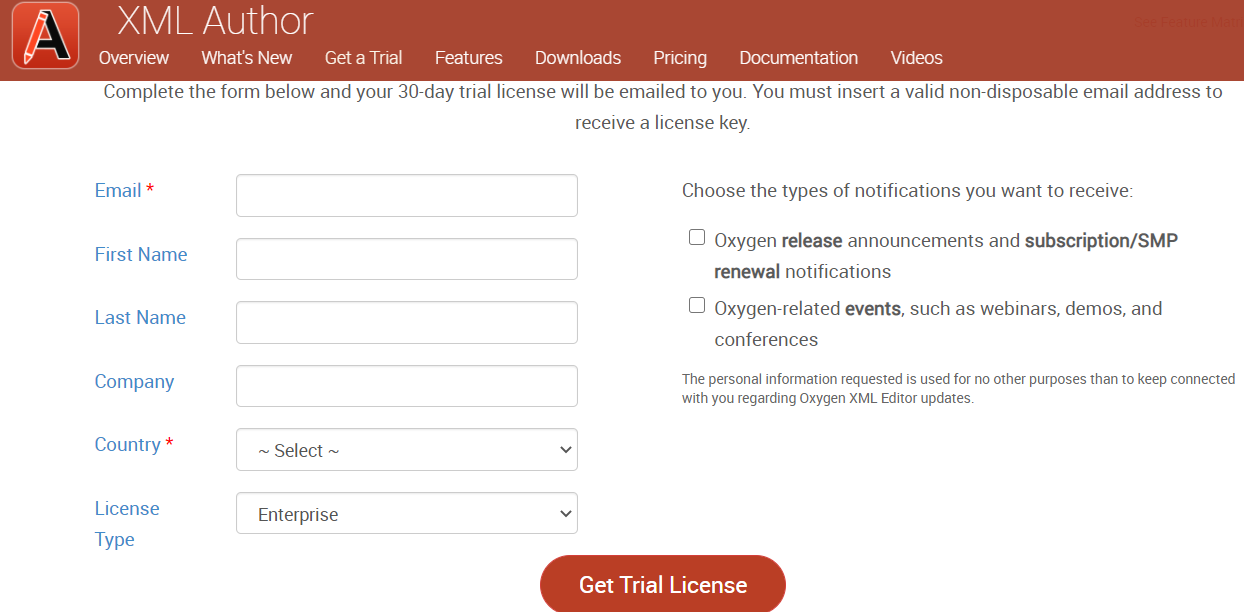 XML Author
See Feature Matri
Overview What's New Get a Trial Features Downloads Pricing Documentation Videos
Complete the form below and your 30-day trial license will be emailed to you. You must insert a valid non-disposable email address to
receive a license key.
Email *
First Name
Last Name
Company
Country *
~ Select ~
License
Type
Enterprise
Choose the types of notifications you want to receive:
Oxygen release announcements and subscription/SMP
renewal notifications
Oxygen-related events, such as webinars, demos, and
conferences
The personal information requested is used for no other purposes than to keep connected
with you regarding Oxygen XML Editor updates.
Get Trial License